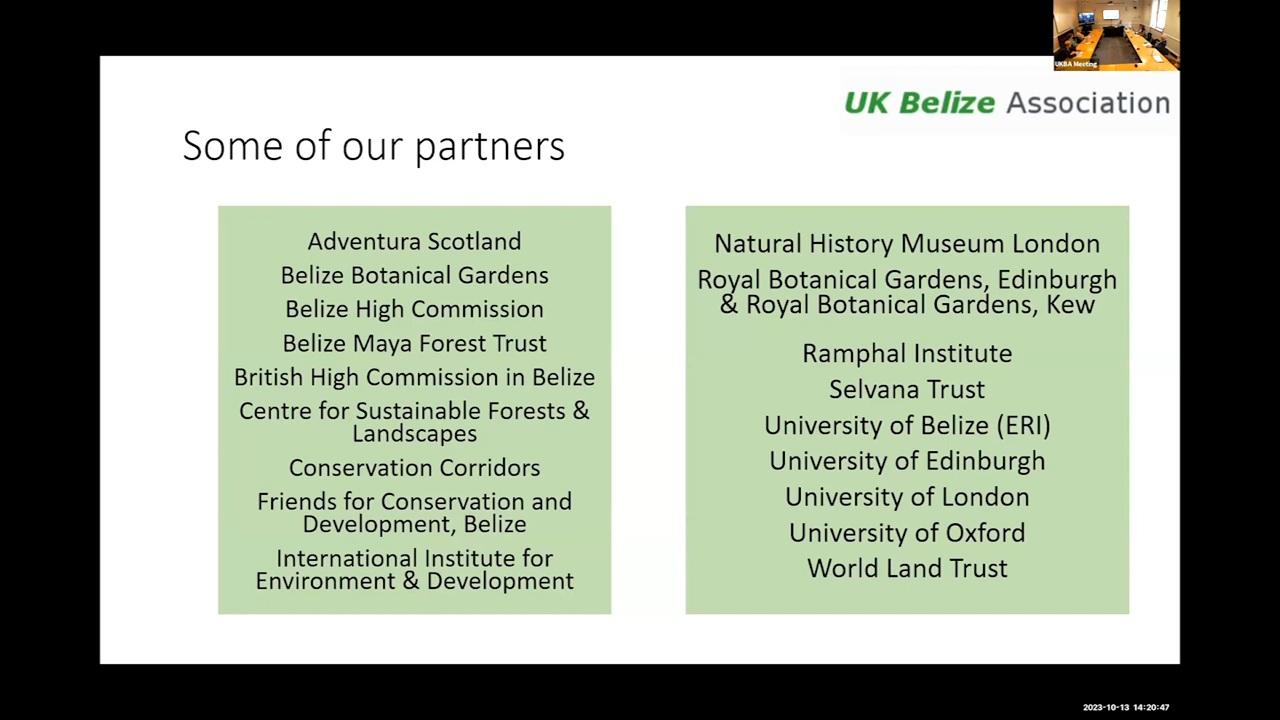 UKBA Meeting
UK Belize Association
Some of our partners
Adventura Scotland
Belize Botanical Gardens
Belize High Commission
Belize Maya Forest Trust
British High Commission in Belize
Centre for Sustainable Forests &
Landscapes
Conservation Corridors
Friends for Conservation and
Development, Belize
International Institute for
Environment & Development
Natural History Museum London
Royal Botanical Gardens, Edinburgh
& Royal Botanical Gardens, Kew
Ramphal Institute
Selvana Trust
University of Belize (ERI)
University of Edinburgh
University of London
University of Oxford
World Land Trust
2023-10-13 14:20:47